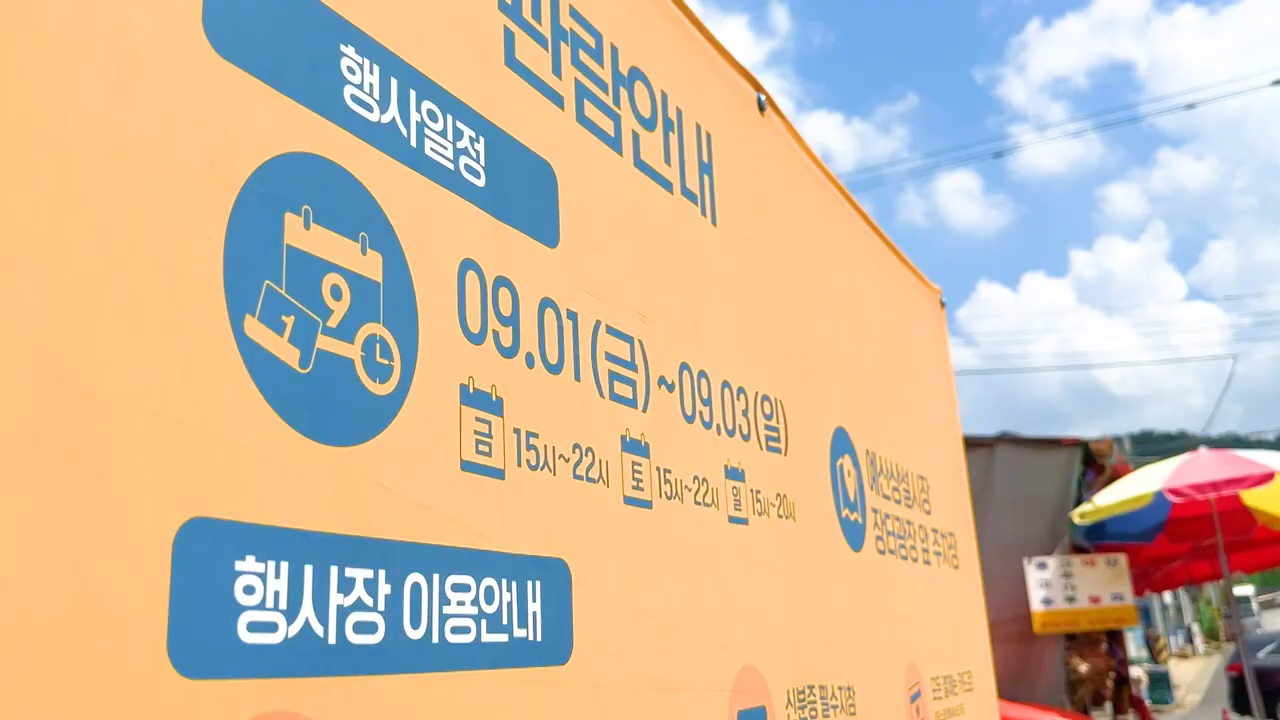 관람안내
행사일정
9
1
09.01(금)~09.03(일)
금 15시~22시 토 15시~22시 일 15시~20시
예산상설시장
장터광장 앞 주차장
행사장 이용안내
신분증 필수지참